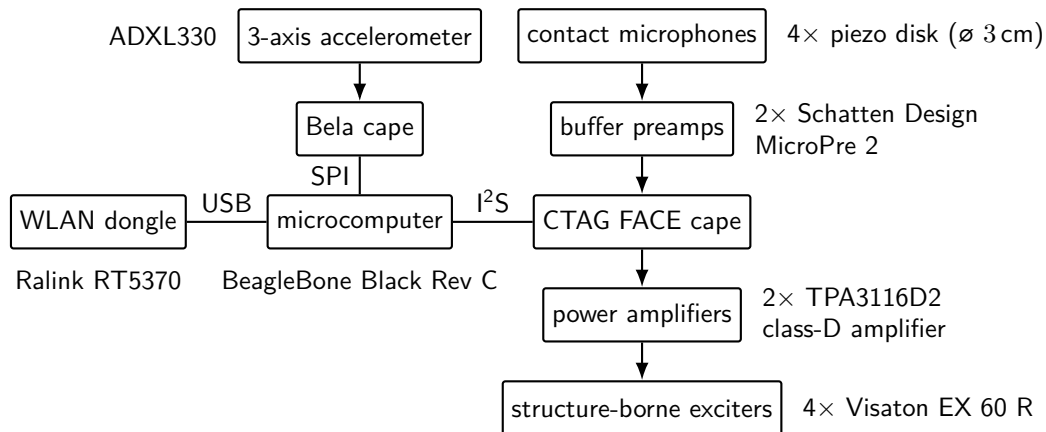 ADXL330 3-axis accelerometer contact microphones 4× piezo disk (⌀ 3 cm)
Bela cape buffer preamps 2× Schatten Design
MicroPre 2
SPI
USB I²S
WLAN dongle microcomputer CTAG FACE cape
Ralink RT5370 BeagleBone Black Rev C
power amplifiers 2× TPA3116D2
class-D amplifier
structure-borne exciters 4× Visaton EX 60 R